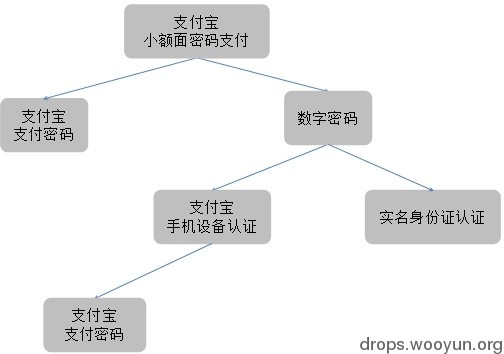 支付宝
小额面密码支付
支付宝
支付密码
数字密码
支付宝
手机设备认证
实名身份证认证
支付宝
支付密码
drops.wooyun.org